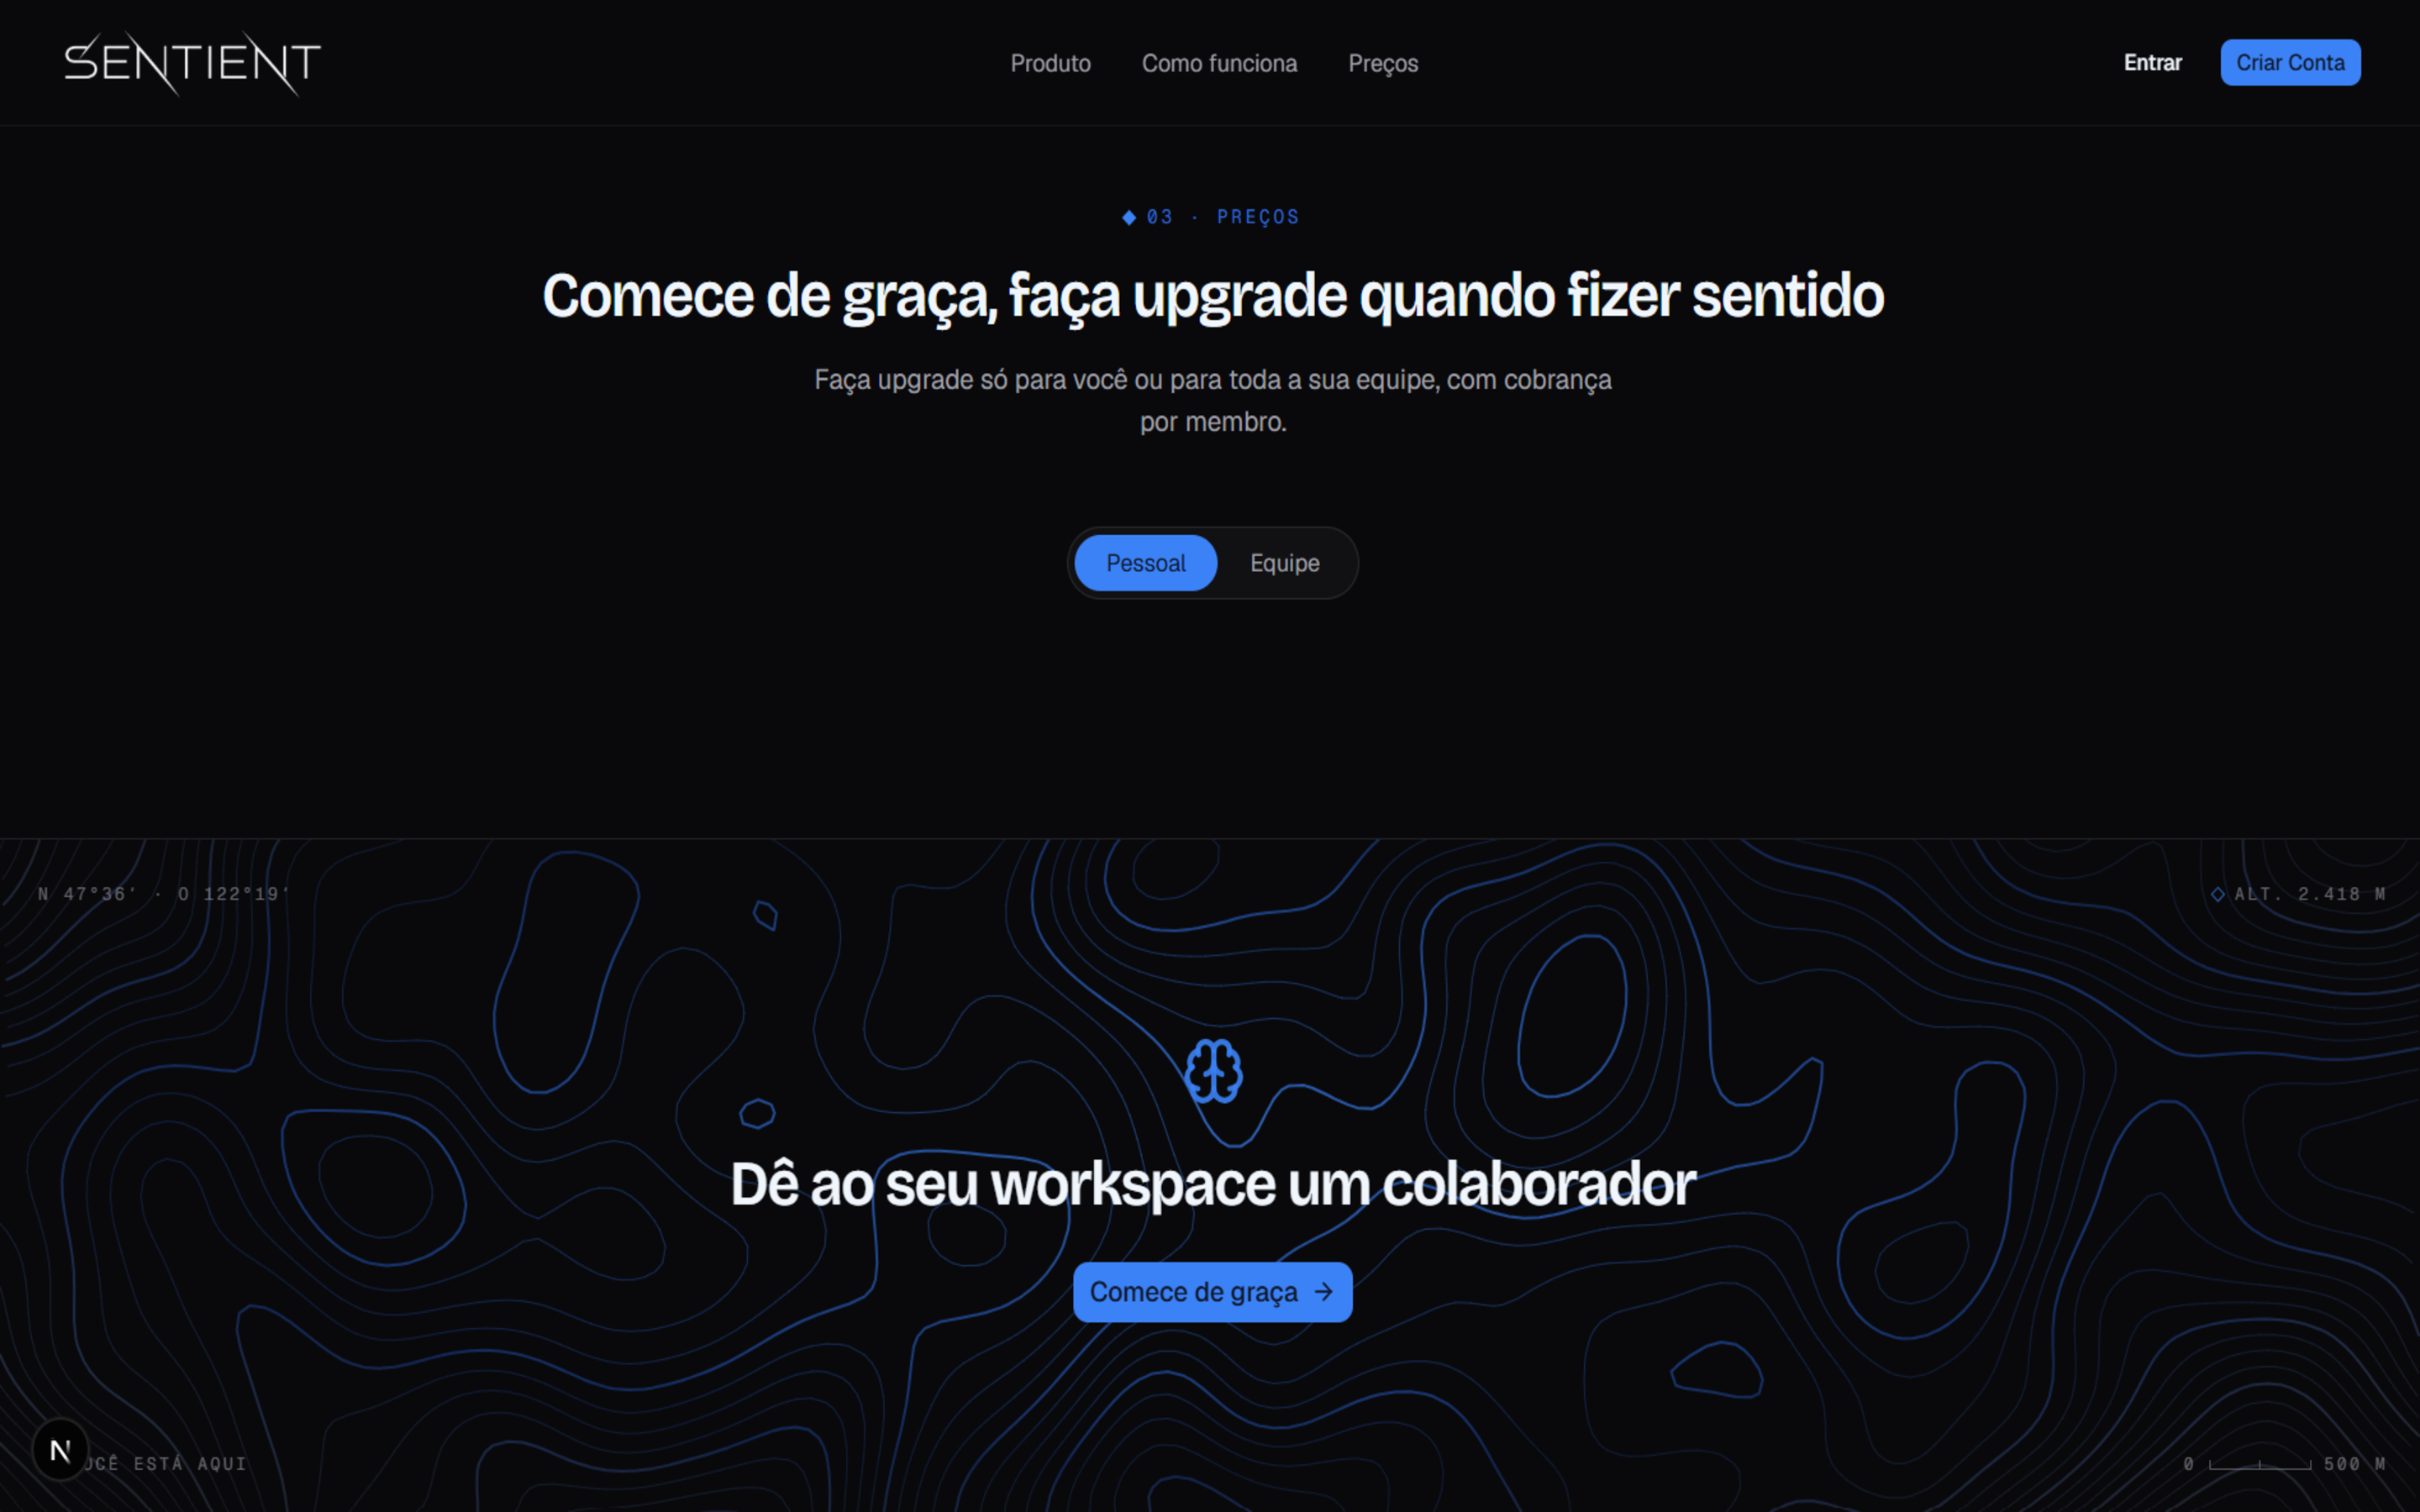 SENTIENT
Produto
Como funciona
Preços
Entrar
Criar Conta
03 · PREÇOS
Comece de graça, faça upgrade quando fizer sentido
Faça upgrade só para você ou para toda a sua equipe, com cobrança
por membro.
Pessoal
Equipe
N 47°36′ · O 122°19′
ALT. 2.418 M
Dê ao seu workspace um colaborador
Comece de graça →
N
ESTÁ AQUI
0
500 M